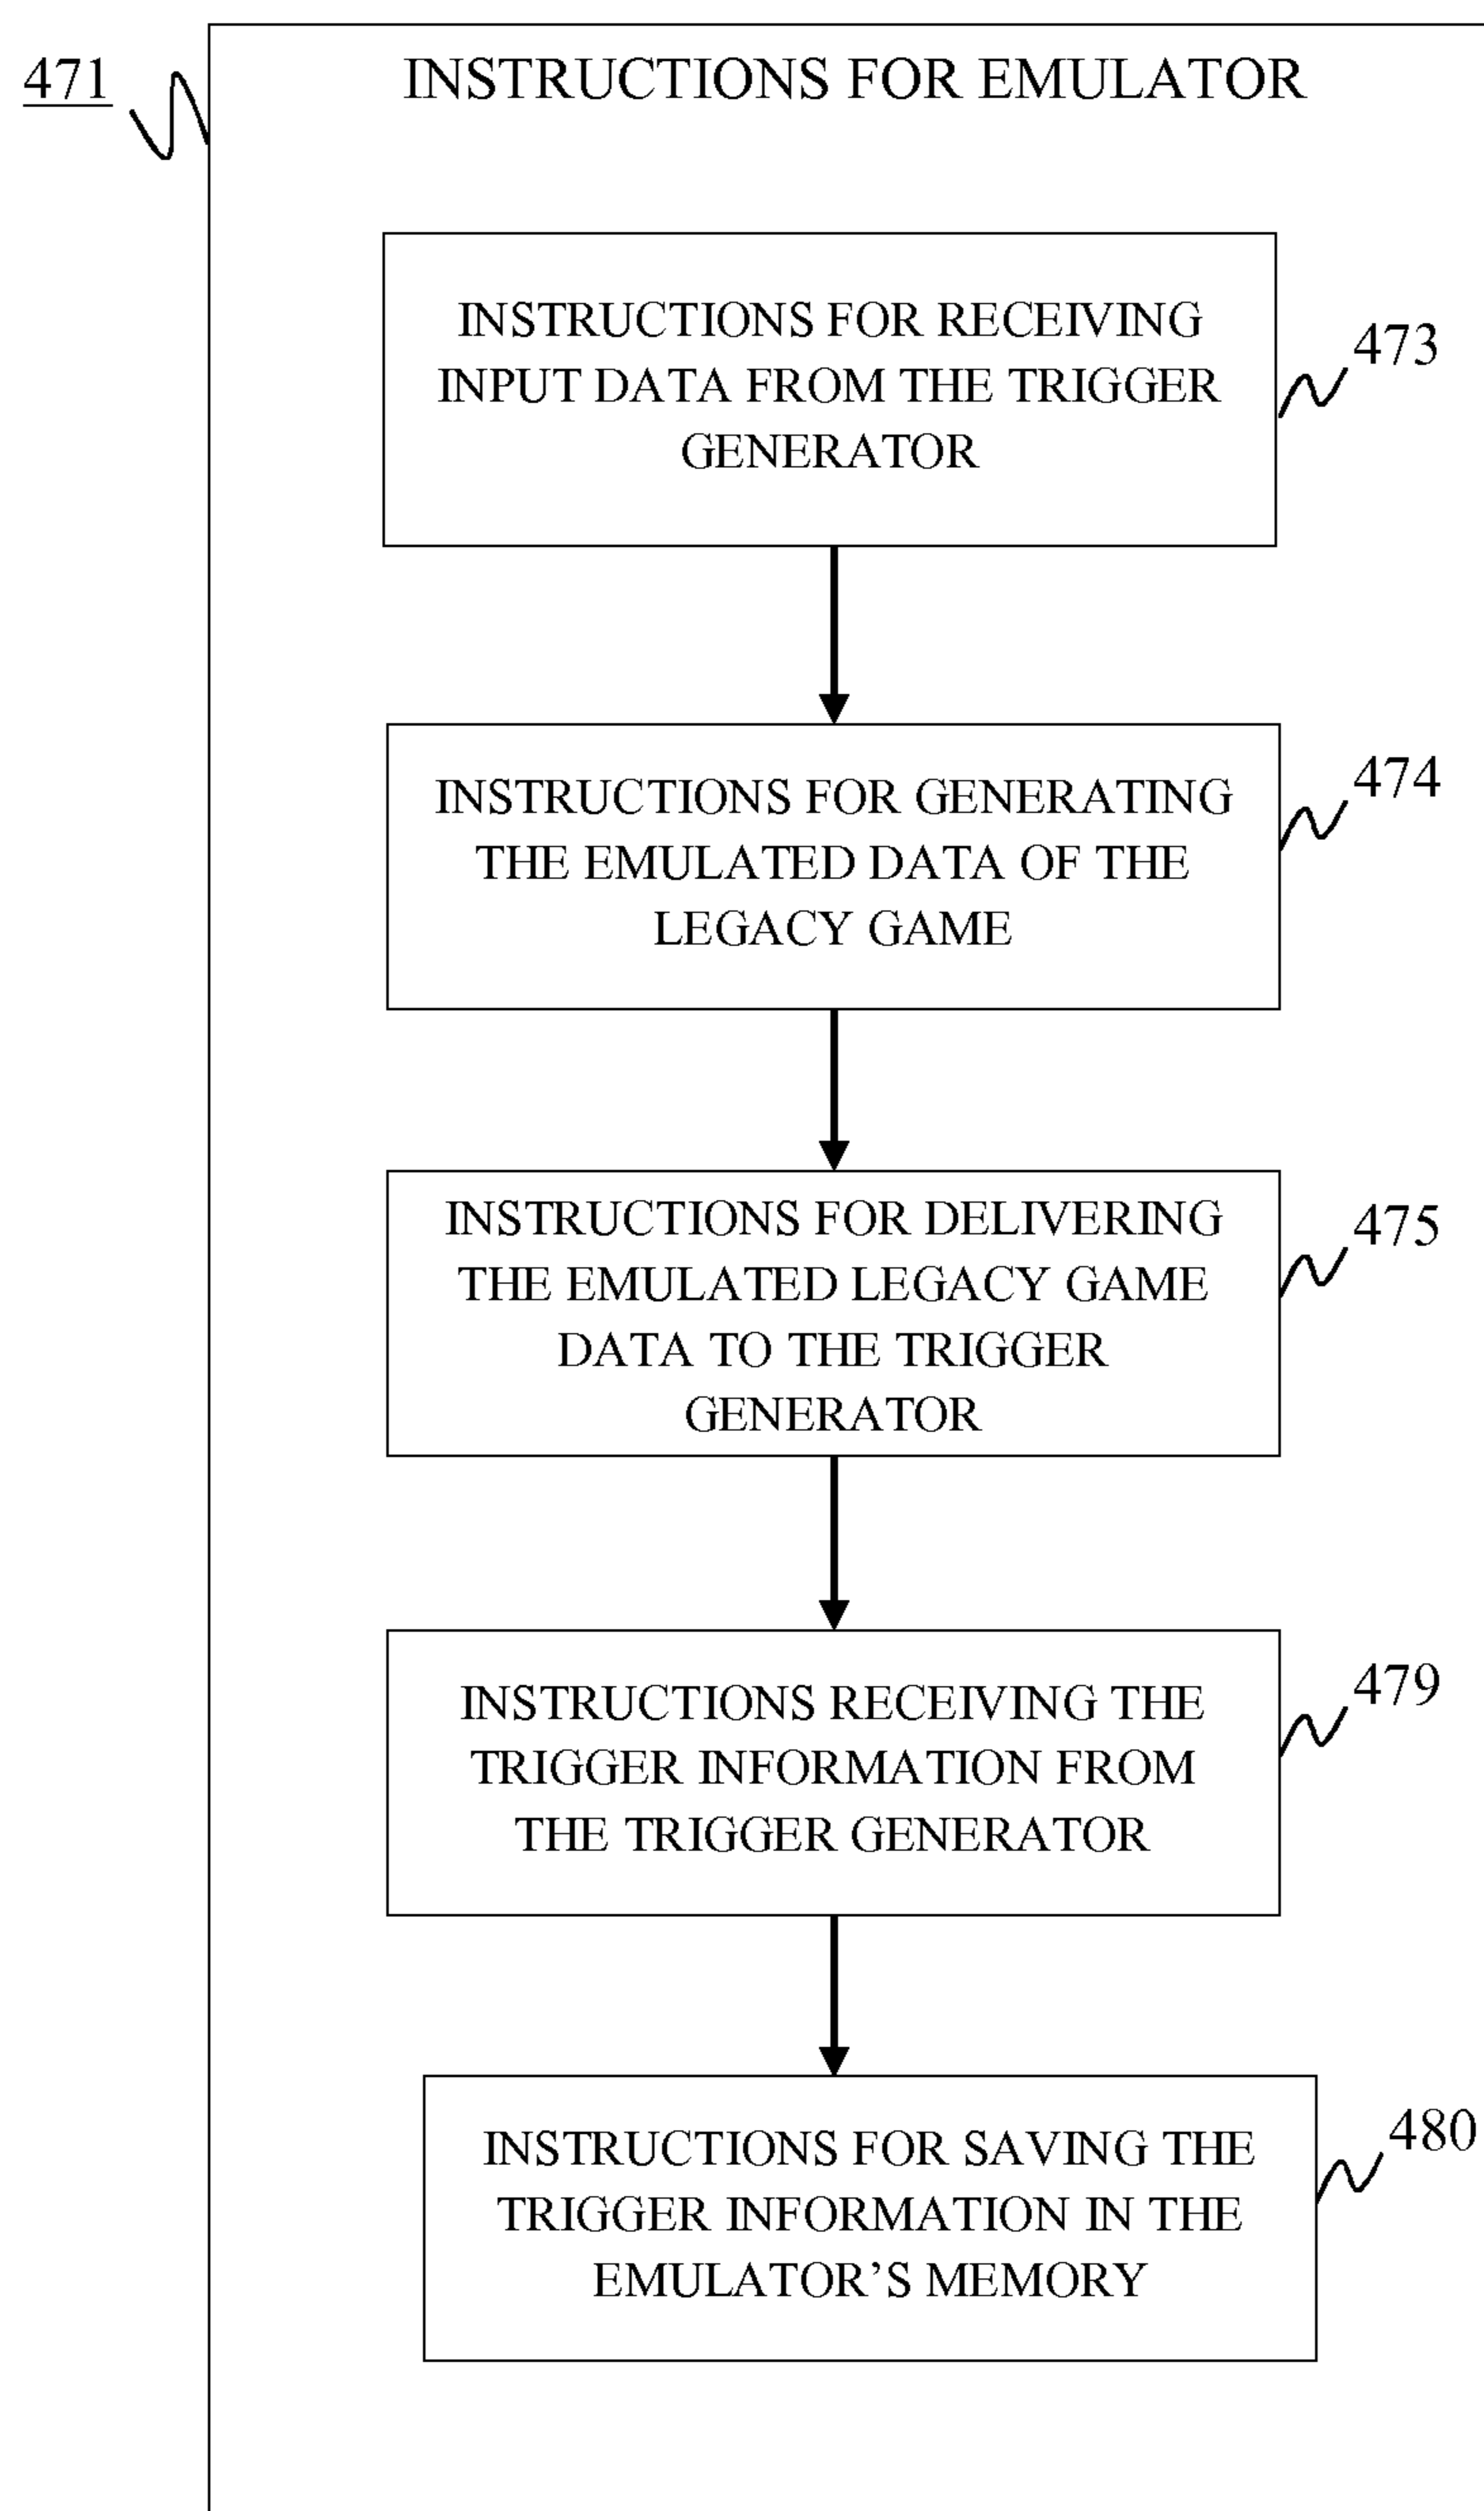 471
INSTRUCTIONS FOR EMULATOR
INSTRUCTIONS FOR RECEIVING
INPUT DATA FROM THE TRIGGER
GENERATOR
473
INSTRUCTIONS FOR GENERATING
THE EMULATED DATA OF THE
LEGACY GAME
474
INSTRUCTIONS FOR DELIVERING
THE EMULATED LEGACY GAME
DATA TO THE TRIGGER
GENERATOR
475
INSTRUCTIONS RECEIVING THE
TRIGGER INFORMATION FROM
THE TRIGGER GENERATOR
479
INSTRUCTIONS FOR SAVING THE
TRIGGER INFORMATION IN THE
EMULATOR’S MEMORY
480